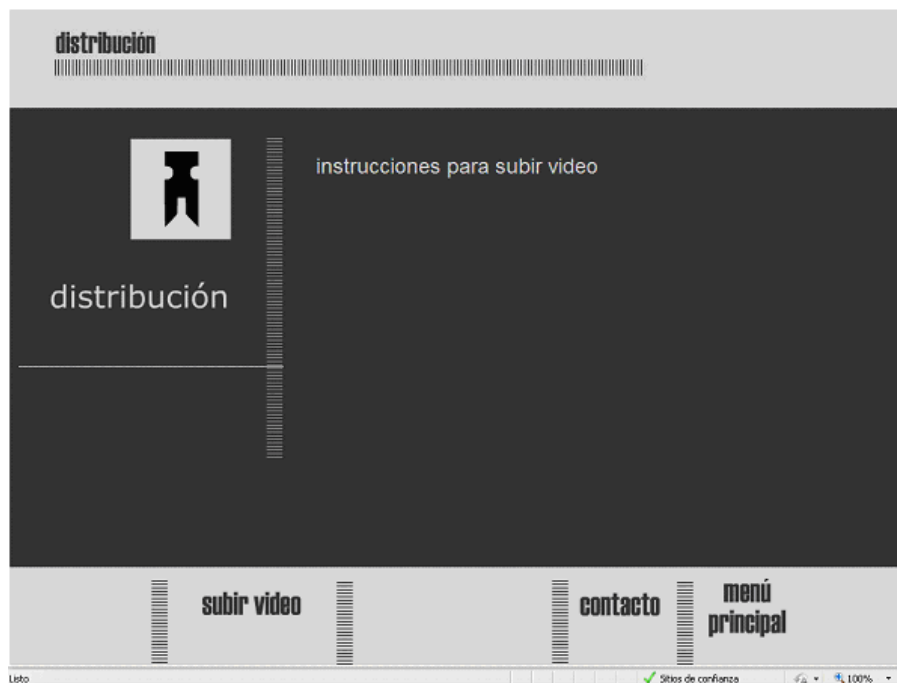 distribución
instrucciones para subir video
distribución
subir video
contacto
menú
principal
Listo
Sitios de confianza
100%